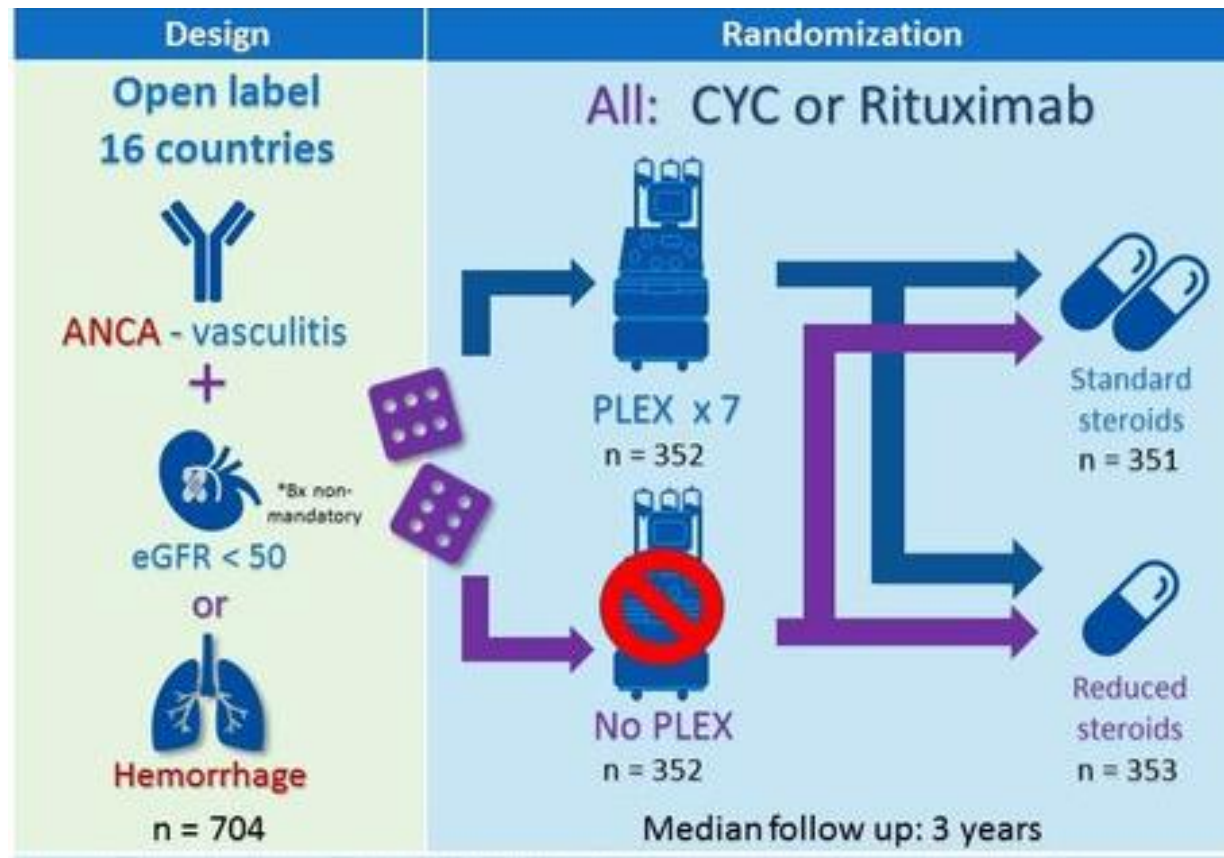 Design
Open label
16 countries
ANCA - vasculitis
+
*Bx non-
mandatory
eGFR < 50
or
Hemorrhage
n = 704
Randomization
All: CYC or Rituximab
PLEX x 7
n = 352
No PLEX
n = 352
Standard
steroids
n = 351
Reduced
steroids
n = 353
Median follow up: 3 years